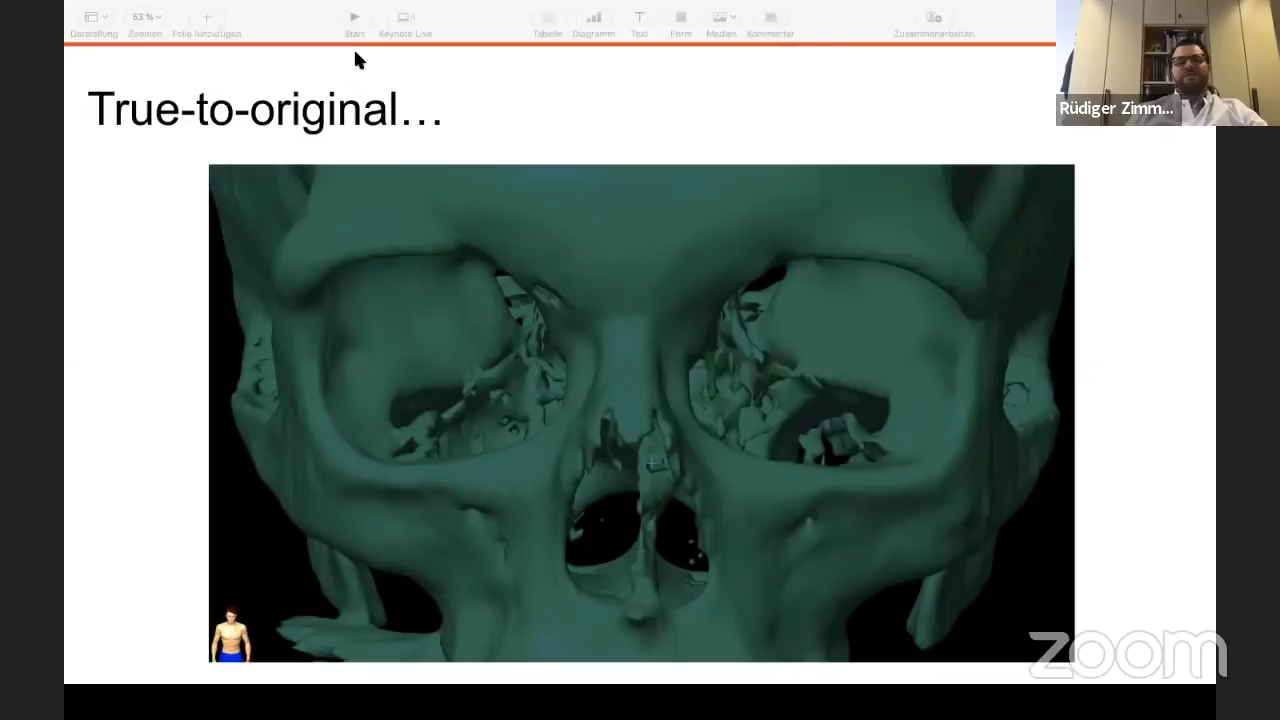 53 %
Darstellung
Zoomen
Folie hinzufügen
Start
Keynote Live
Tabelle
Diagramm
Text
Form
Medien
Kommentar
Zusammenarbeiten
Rüdiger Zimm...
True-to-original…
zoom